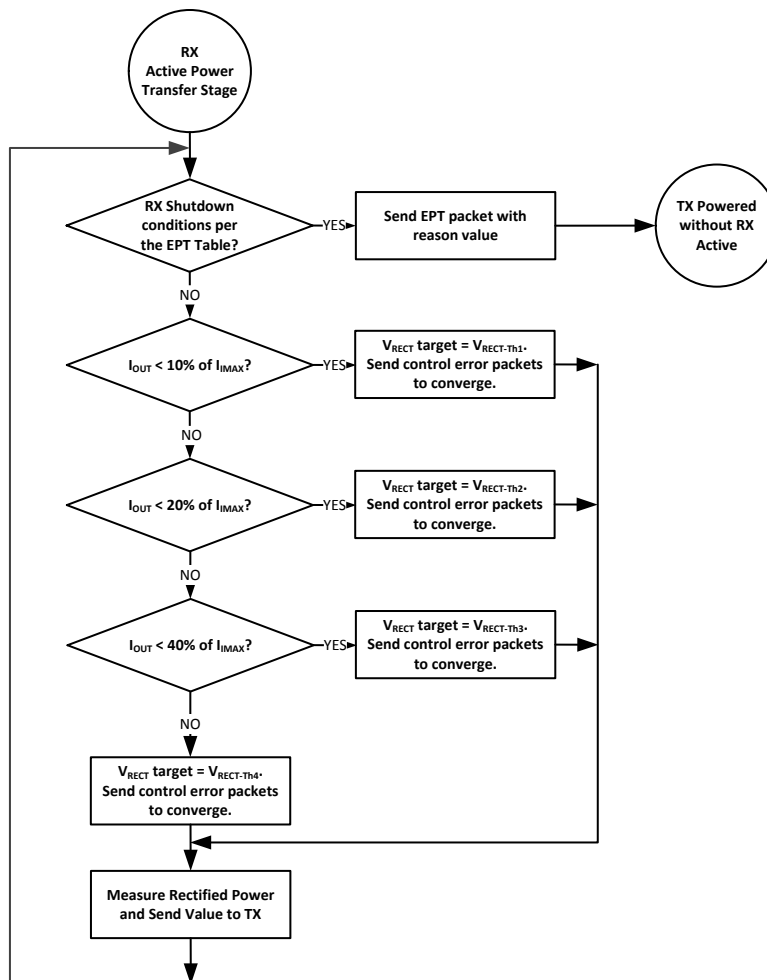 RX
Active Power
Transfer Stage
RX Shutdown
conditions per
the EPT Table?
YES
Send EPT packet with
reason value
TX Powered
without RX
Active
NO
IOUT < 10% of IIMAX?
YES
VRECT target = VRECT-Th1.
Send control error packets
to converge.
NO
IOUT < 20% of IIMAX?
YES
VRECT target = VRECT-Th2.
Send control error packets
to converge.
NO
IOUT < 40% of IIMAX?
YES
VRECT target = VRECT-Th3.
Send control error packets
to converge.
NO
VRECT target = VRECT-Th4.
Send control error packets
to converge.
Measure Rectified Power
and Send Value to TX